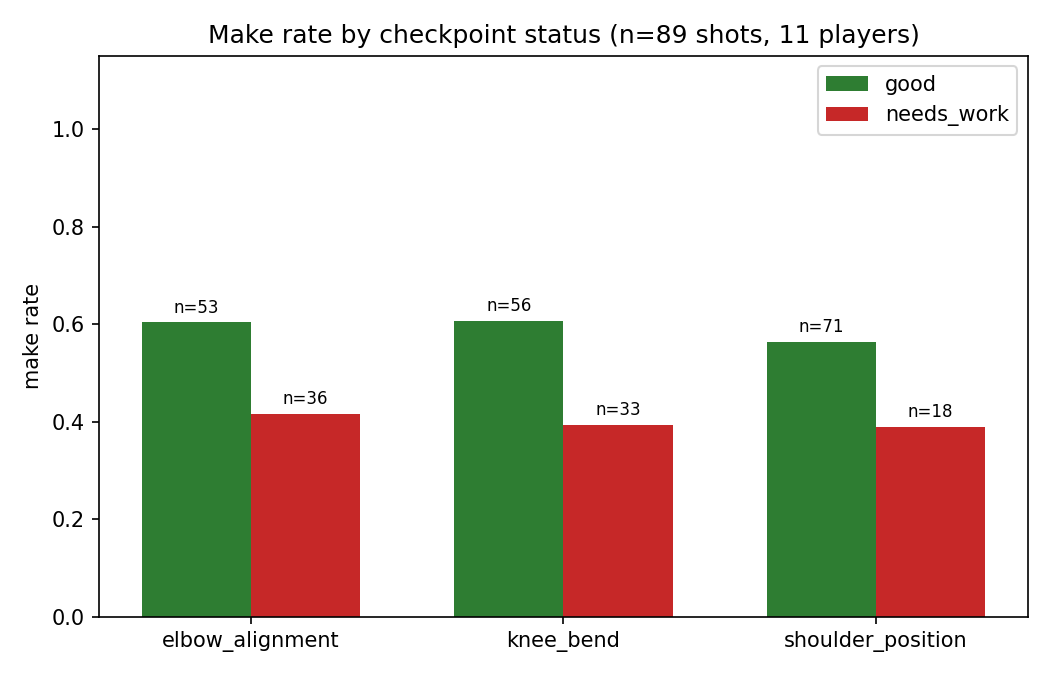 Make rate by checkpoint status (n=89 shots, 11 players)
good
needs_work
make rate
1.0
0.8
0.6
0.4
0.2
0.0
n=53
n=36
n=56
n=33
n=71
n=18
elbow_alignment
knee_bend
shoulder_position